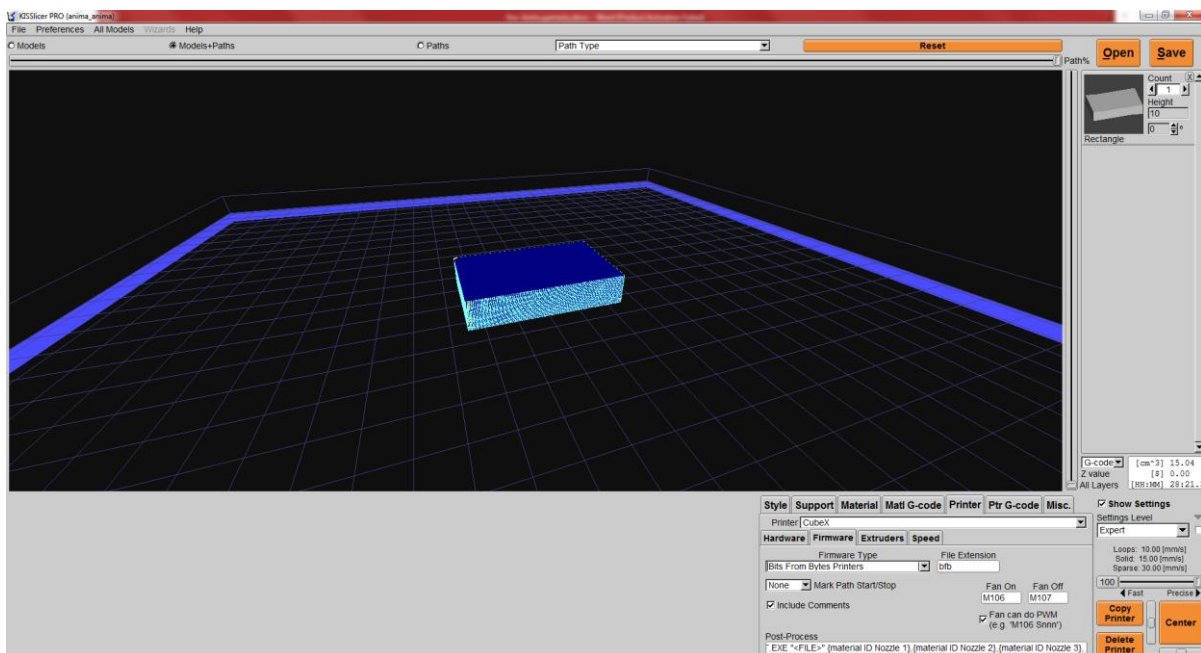 KISSlicer PRO (anima_anima)
File Preferences All Models Wizards Help
Models Models+Paths Paths Path Type Reset
Path%
Open Save
Count X
1
Height
10
0 °
Rectangle
G-code [cm^3] 15.04
Z value [$] 0.00
All Layers [HH:MM] 28:21.
Style Support Material Matl G-code Printer Ptr G-code Misc.
Show Settings
Printer CubeX
Settings Level
Expert
Hardware Firmware Extruders Speed
Firmware Type File Extension
Bits From Bytes Printers bfb
Loops: 10.00 [mm/s]
Solid: 15.00 [mm/s]
Sparse: 30.00 [mm/s]
None Mark Path Start/Stop Fan On Fan Off
M106 M107
100
Fast Precise
Include Comments
Fan can do PWM
(e.g. 'M106 Snnn')
Copy Printer
Center
Delete Printer
Post-Process
.EXE "<FILE>" {material ID Nozzle 1},{material ID Nozzle 2},{material ID Nozzle 3},